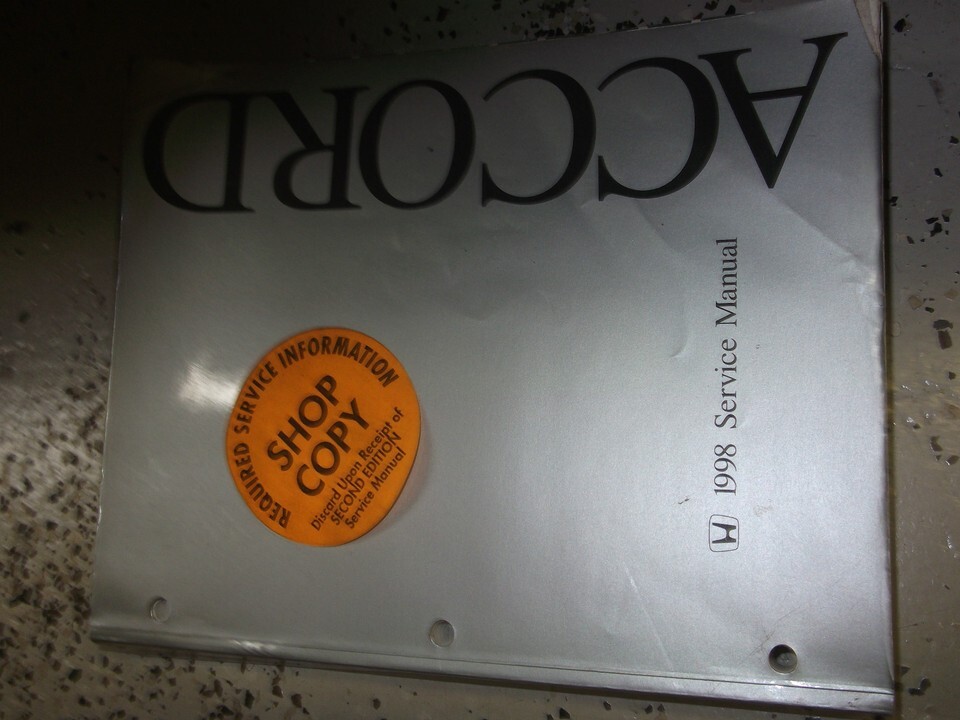 ACCORD
1998 Service Manual
REQUIRED SERVICE INFORMATION
SHOP
COPY
Discard Upon Receipt of
SECOND EDITION
Service Manual